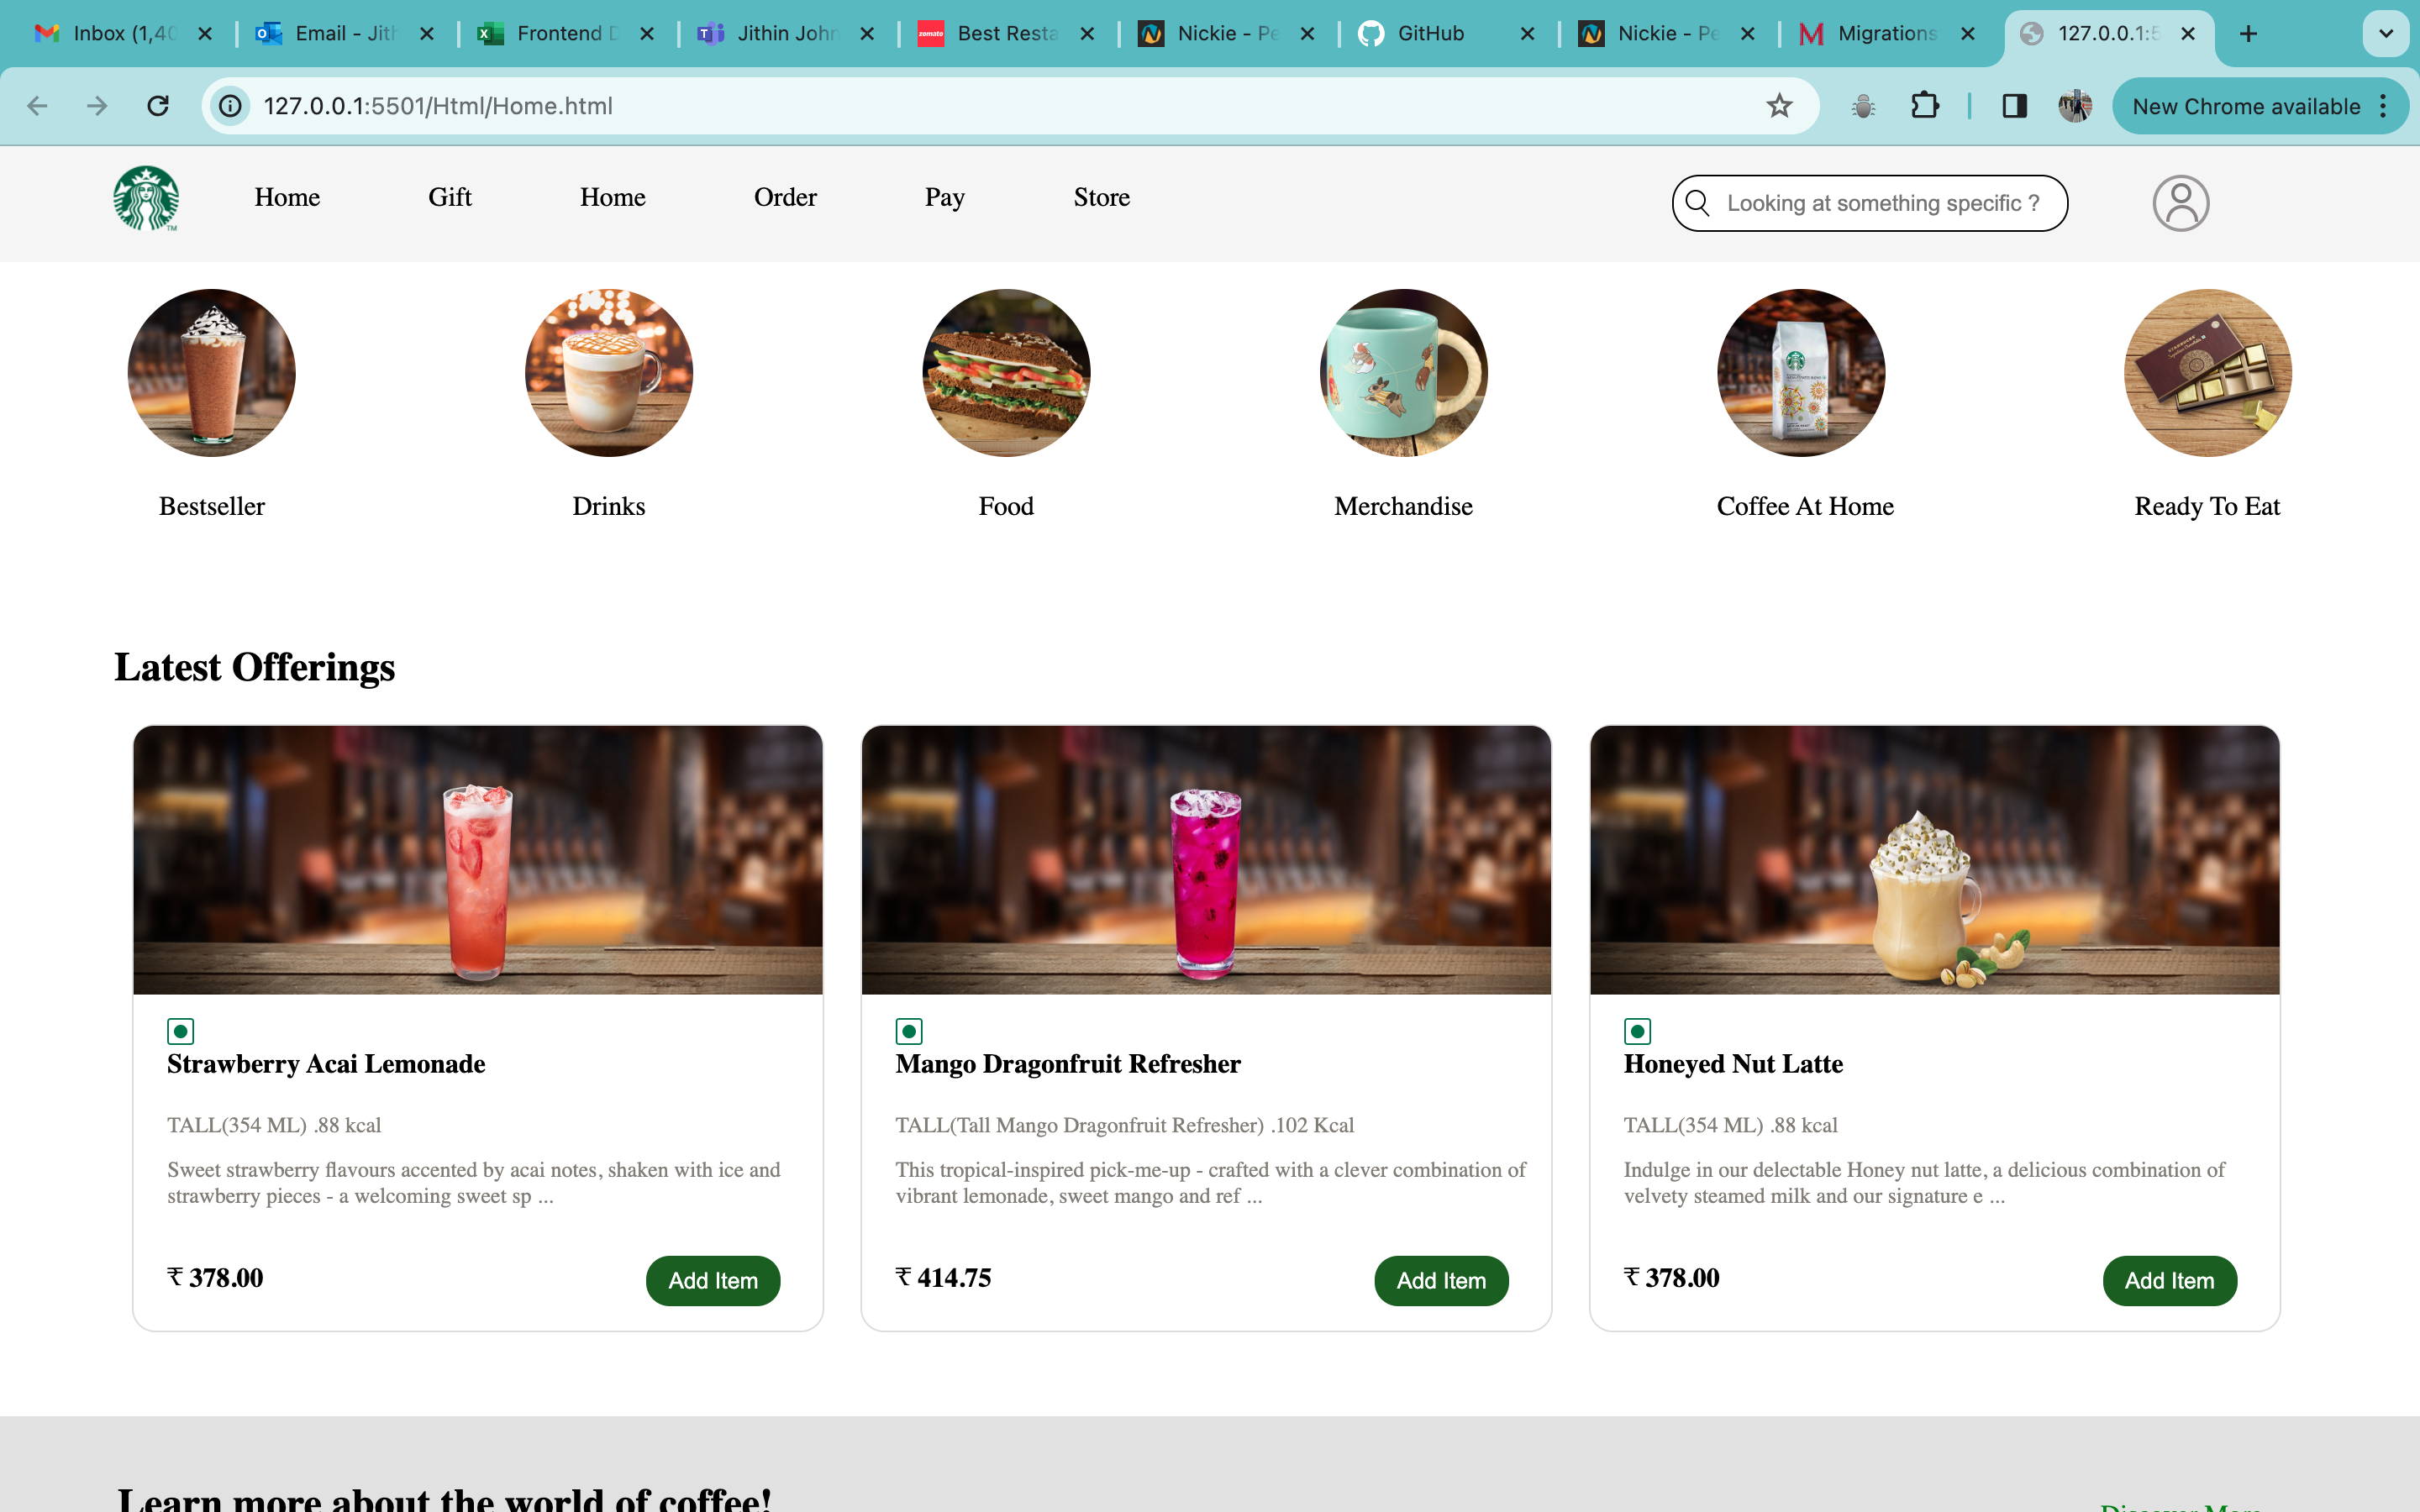 Inbox (1,40
Email - Jith
Frontend D
Jithin John
Best Resta
Nickie - Pe
GitHub
Nickie - Pe
Migrations
127.0.0.1:5
127.0.0.1:5501/Html/Home.html
New Chrome available
Home
Gift
Home
Order
Pay
Store
Looking at something specific ?
Bestseller
Drinks
Food
Merchandise
Coffee At Home
Ready To Eat
Latest Offerings
Strawberry Acai Lemonade
TALL(354 ML) .88 kcal
Sweet strawberry flavours accented by acai notes, shaken with ice and
strawberry pieces - a welcoming sweet sp ...
₹ 378.00
Add Item
Mango Dragonfruit Refresher
TALL(Tall Mango Dragonfruit Refresher) .102 Kcal
This tropical-inspired pick-me-up - crafted with a clever combination of
vibrant lemonade, sweet mango and ref ...
₹ 414.75
Add Item
Honeyed Nut Latte
TALL(354 ML) .88 kcal
Indulge in our delectable Honey nut latte, a delicious combination of
velvety steamed milk and our signature e ...
₹ 378.00
Add Item
Learn more about the world of coffee!
Discover More